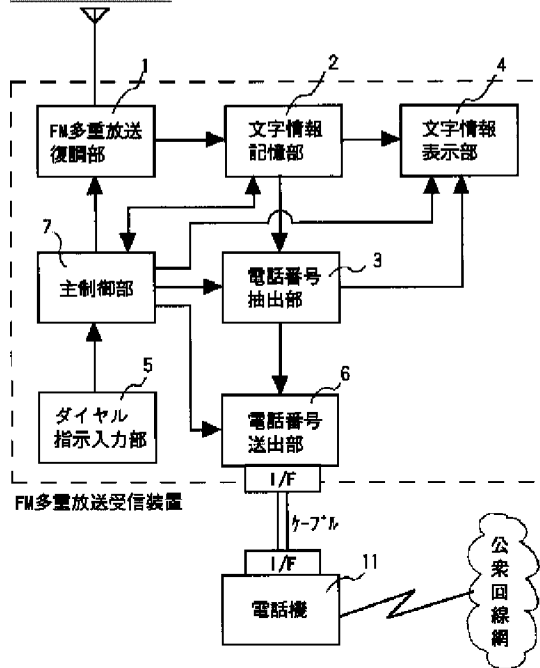 1
FM多重放送
復調部
2
文字情報
記憶部
4
文字情報
表示部
7
主制御部
電話番号
抽出部
3
5
ダイヤル
指示入力部
6
電話番号
送出部
I/F
FM多重放送受信装置
ケーブル
I/F
電話機
11
公衆回線網